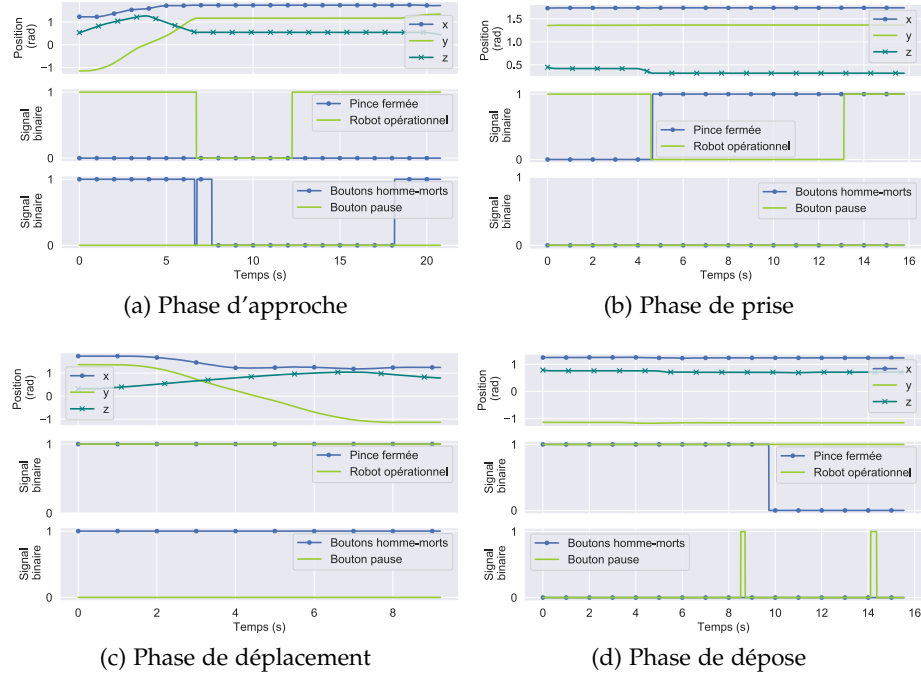 Position
(rad)
1
0
−1
x
y
z
Signal
binaire
1
0
Pince fermée
Robot opérationnel
Signal
binaire
1
0
Boutons homme-morts
Bouton pause
0 5 10 15 20
Temps (s)
(a) Phase d'approche
Position
(rad)
1.5
1.0
0.5
x
y
z
Signal
binaire
1
0
Pince fermée
Robot opérationnel
Signal
binaire
1
0
Boutons homme-morts
Bouton pause
0 2 4 6 8 10 12 14 16
Temps (s)
(b) Phase de prise
Position
(rad)
1
0
−1
x
y
z
Signal
binaire
1
0
Pince fermée
Robot opérationnel
Signal
binaire
1
0
Boutons homme-morts
Bouton pause
0 2 4 6 8
Temps (s)
(c) Phase de déplacement
Position
(rad)
1
0
−1
x
y
z
Signal
binaire
1
0
Pince fermée
Robot opérationnel
Signal
binaire
1
0
Boutons homme-morts
Bouton pause
0 2 4 6 8 10 12 14 16
Temps (s)
(d) Phase de dépose